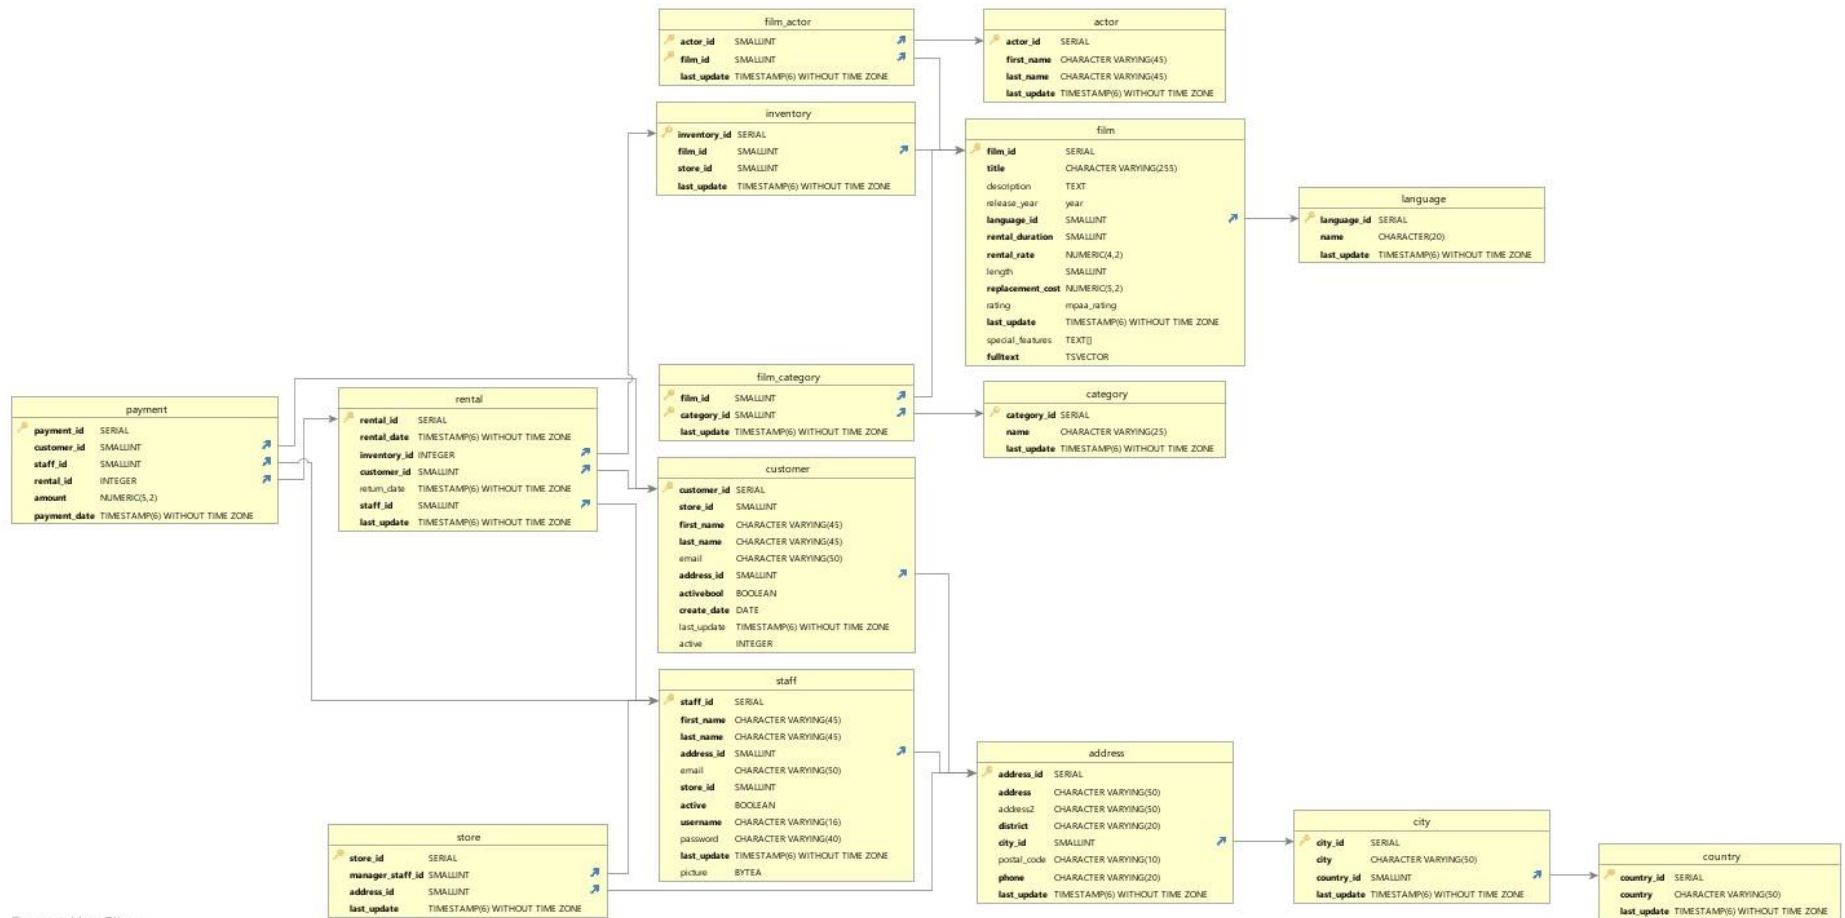 film_actor
actor_id SMALLINT
film_id SMALLINT
last_update TIMESTAMP(6) WITHOUT TIME ZONE
actor
actor_id SERIAL
first_name CHARACTER VARYING(45)
last_name CHARACTER VARYING(45)
last_update TIMESTAMP(6) WITHOUT TIME ZONE
inventory
inventory_id SERIAL
film_id SMALLINT
store_id SMALLINT
last_update TIMESTAMP(6) WITHOUT TIME ZONE
film
film_id SERIAL
title CHARACTER VARYING(255)
description TEXT
release_year year
language_id SMALLINT
rental_duration SMALLINT
rental_rate NUMERIC(4,2)
length SMALLINT
replacement_cost NUMERIC(5,2)
rating mpaa_rating
last_update TIMESTAMP(6) WITHOUT TIME ZONE
special_features TEXT[]
fulltext TSVECTOR
language
language_id SERIAL
name CHARACTER(20)
last_update TIMESTAMP(6) WITHOUT TIME ZONE
payment
payment_id SERIAL
customer_id SMALLINT
staff_id SMALLINT
rental_id INTEGER
amount NUMERIC(5,2)
payment_date TIMESTAMP(6) WITHOUT TIME ZONE
rental
rental_id SERIAL
rental_date TIMESTAMP(6) WITHOUT TIME ZONE
inventory_id INTEGER
customer_id SMALLINT
return_date TIMESTAMP(6) WITHOUT TIME ZONE
staff_id SMALLINT
last_update TIMESTAMP(6) WITHOUT TIME ZONE
film_category
film_id SMALLINT
category_id SMALLINT
last_update TIMESTAMP(6) WITHOUT TIME ZONE
category
category_id SERIAL
name CHARACTER VARYING(25)
last_update TIMESTAMP(6) WITHOUT TIME ZONE
customer
customer_id SERIAL
store_id SMALLINT
first_name CHARACTER VARYING(45)
last_name CHARACTER VARYING(45)
email CHARACTER VARYING(50)
address_id SMALLINT
activebool BOOLEAN
create_date DATE
last_update TIMESTAMP(6) WITHOUT TIME ZONE
active INTEGER
staff
staff_id SERIAL
first_name CHARACTER VARYING(45)
last_name CHARACTER VARYING(45)
address_id SMALLINT
email CHARACTER VARYING(50)
store_id SMALLINT
active BOOLEAN
username CHARACTER VARYING(16)
password CHARACTER VARYING(40)
last_update TIMESTAMP(6) WITHOUT TIME ZONE
picture BYTEA
store
store_id SERIAL
manager_staff_id SMALLINT
address_id SMALLINT
last_update TIMESTAMP(6) WITHOUT TIME ZONE
address
address_id SERIAL
address CHARACTER VARYING(50)
address2 CHARACTER VARYING(50)
district CHARACTER VARYING(20)
city_id SMALLINT
postal_code CHARACTER VARYING(10)
phone CHARACTER VARYING(20)
last_update TIMESTAMP(6) WITHOUT TIME ZONE
city
city_id SERIAL
city CHARACTER VARYING(50)
country_id SMALLINT
last_update TIMESTAMP(6) WITHOUT TIME ZONE
country
country_id SERIAL
country CHARACTER VARYING(50)
last_update TIMESTAMP(6) WITHOUT TIME ZONE